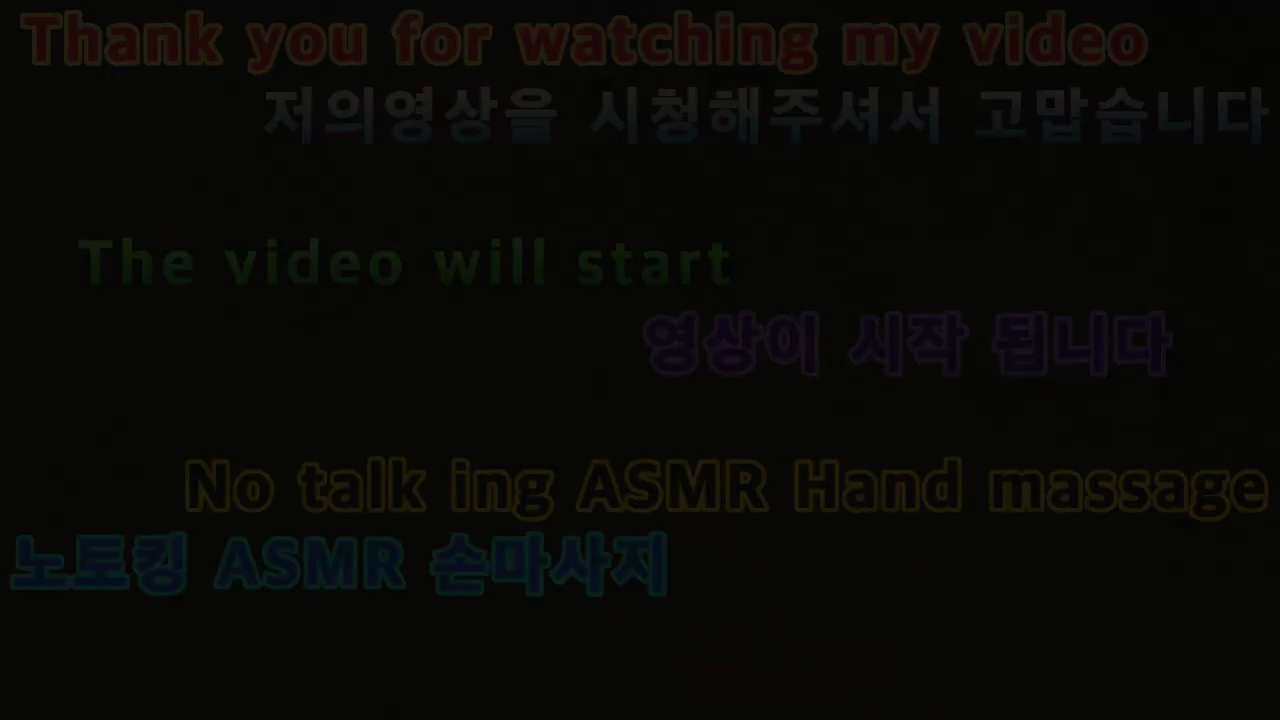 Thank you for watching my video
저의영상을 시청해주셔서 고맙습니다
The video will start
영상이 시작 됩니다
No talk ing ASMR Hand massage
노토킹 ASMR 손마사지